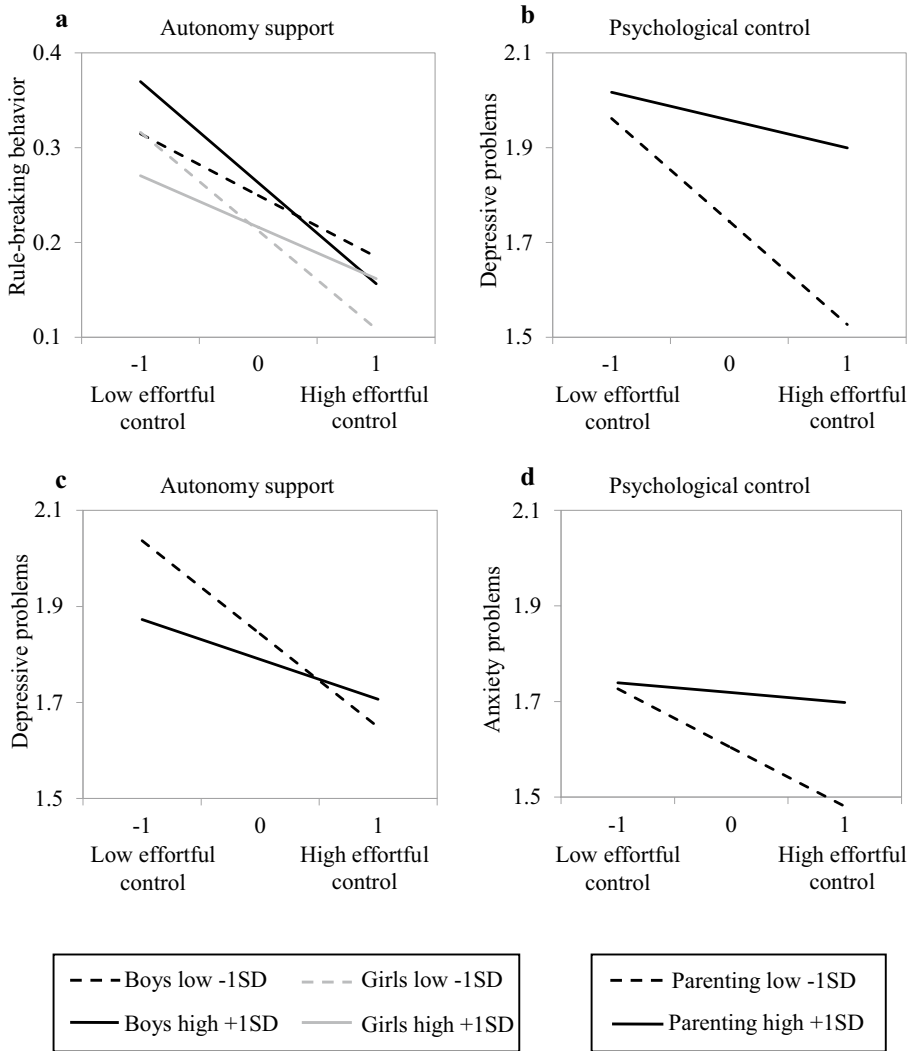 a
Autonomy support
0.4
0.3
0.2
0.1
Rule-breaking behavior
-1
0
1
Low effortful
control
High effortful
control
b
Psychological control
2.1
1.9
1.7
1.5
Depressive problems
-1
0
1
Low effortful
control
High effortful
control
c
Autonomy support
2.1
1.9
1.7
1.5
Depressive problems
-1
0
1
Low effortful
control
High effortful
control
d
Psychological control
2.1
1.9
1.7
1.5
Anxiety problems
-1
0
1
Low effortful
control
High effortful
control
Boys low -1SD
Girls low -1SD
Boys high +1SD
Girls high +1SD
Parenting low -1SD
Parenting high +1SD